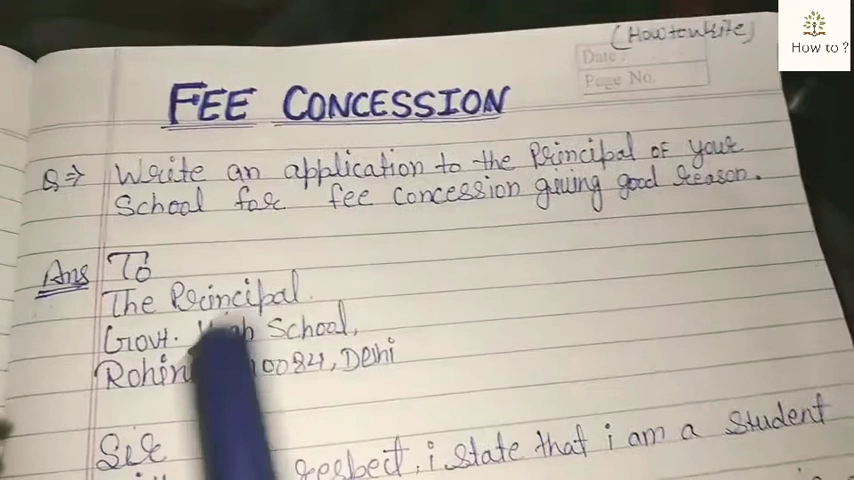 (How to write)
How to ?
Date :
Page No.
FEE CONCESSION
Q⇒ Write an application to the Principal of your
School for fee concession giving good reason.
Ans To
The Principal.
Govt. High School,
Rohini 0084, Delhi
Sir
respect, i state that i am a student